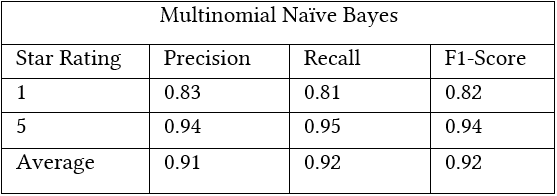 Multinomial Naïve Bayes
Star Rating Precision Recall F1-Score
1 0.83 0.81 0.82
5 0.94 0.95 0.94
Average 0.91 0.92 0.92